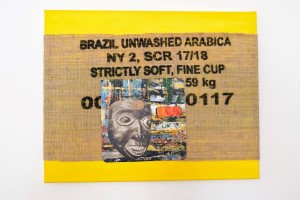 BRAZIL UNWASHED ARABICA
NY 2, SCR 17/18
STRICTLY SOFT, FINE CUP
59 kg
00 0117